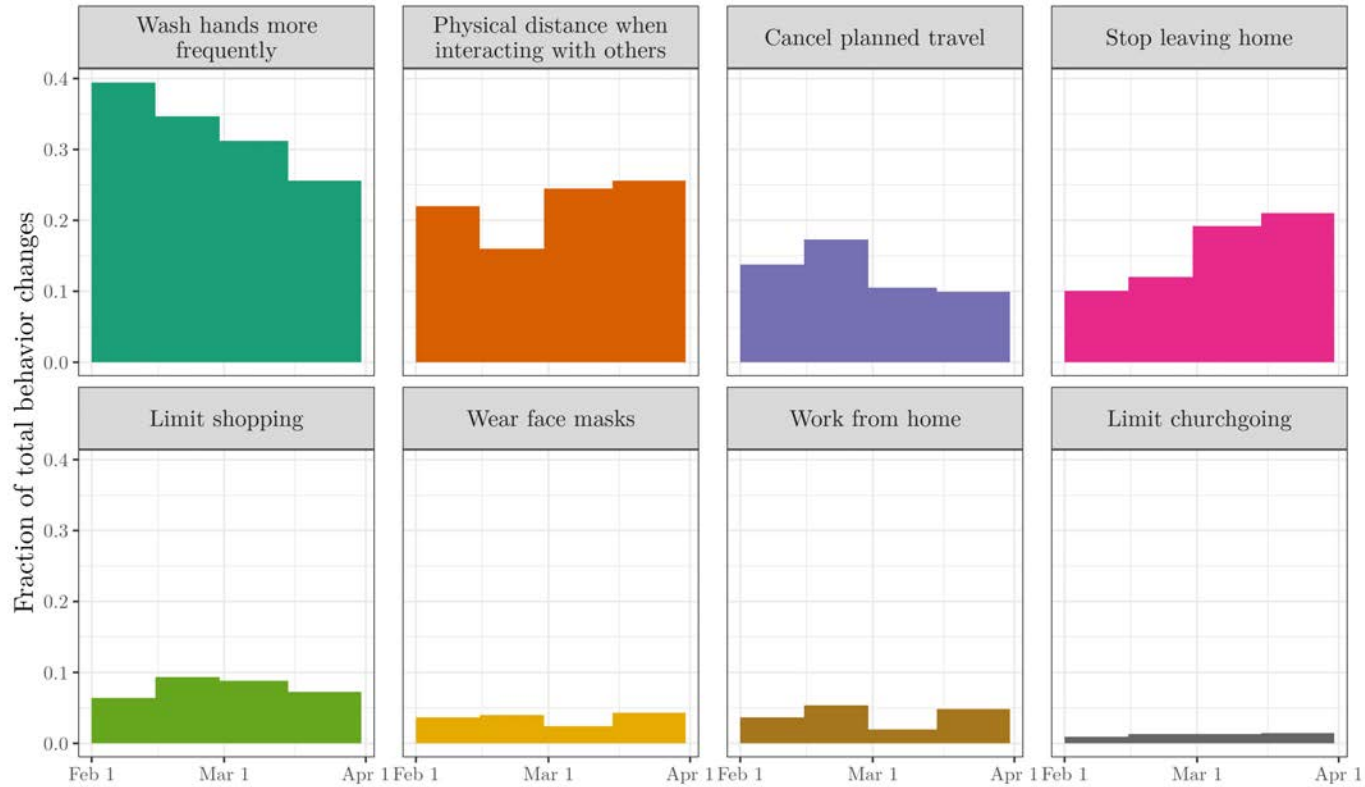 Wash hands more
frequently
Physical distance when
interacting with others
Cancel planned travel
Stop leaving home
0.4
0.3
0.2
0.1
0.0
Fraction of total behavior changes
Limit shopping
Wear face masks
Work from home
Limit churchgoing
0.4
0.3
0.2
0.1
0.0
Feb 1 Mar 1 Apr 1 Feb 1 Mar 1 Apr 1 Feb 1 Mar 1 Apr 1 Feb 1 Mar 1 Apr 1